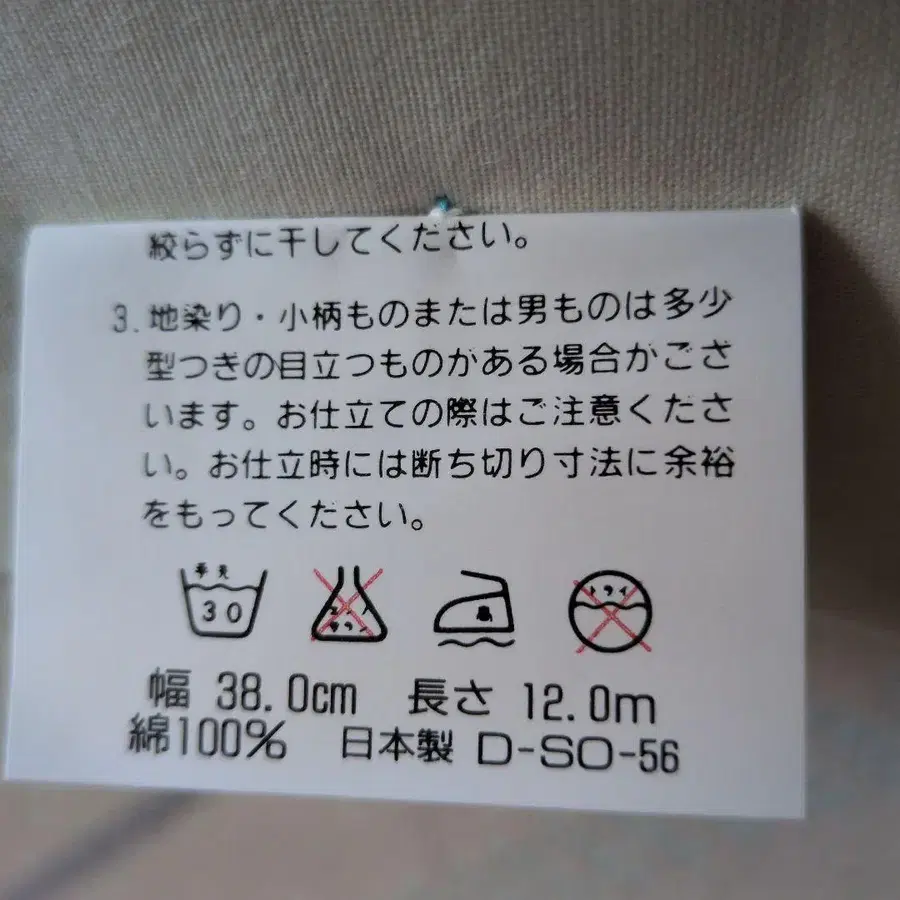 絞らずに干してください。
3. 地染り・小柄ものまたは男ものは多少
型つきの目立つものがある場合がござ
います。お仕立ての際はご注意くださ
い。お仕立時には断ち切り寸法に余裕
をもってください。
30 高
幅 38.0cm 長さ 12.0m
綿100% 日本製 D-SO-56